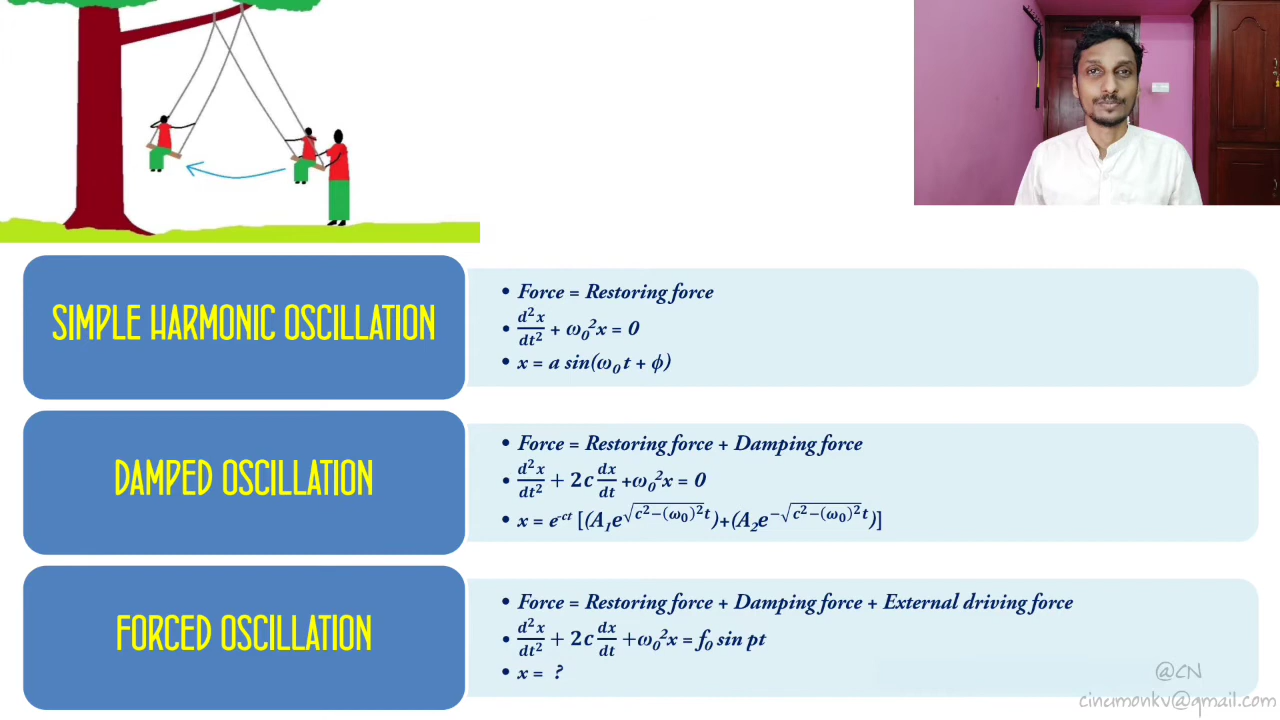 SIMPLE HARMONIC OSCILLATION
• Force = Restoring force
• d²x/dt² + ω₀²x = 0
• x = a sin(ω₀t + ϕ)
DAMPED OSCILLATION
• Force = Restoring force + Damping force
• d²x/dt² + 2c dx/dt +ω₀²x = 0
• x = e^-ct [(A₁e^√(c²−(ω₀)²)t)+(A₂e^−√(c²−(ω₀)²)t)]
FORCED OSCILLATION
• Force = Restoring force + Damping force + External driving force
• d²x/dt² + 2c dx/dt +ω₀²x = f₀ sin pt
• x = ?
@CN
cinumonkv@gmail.com